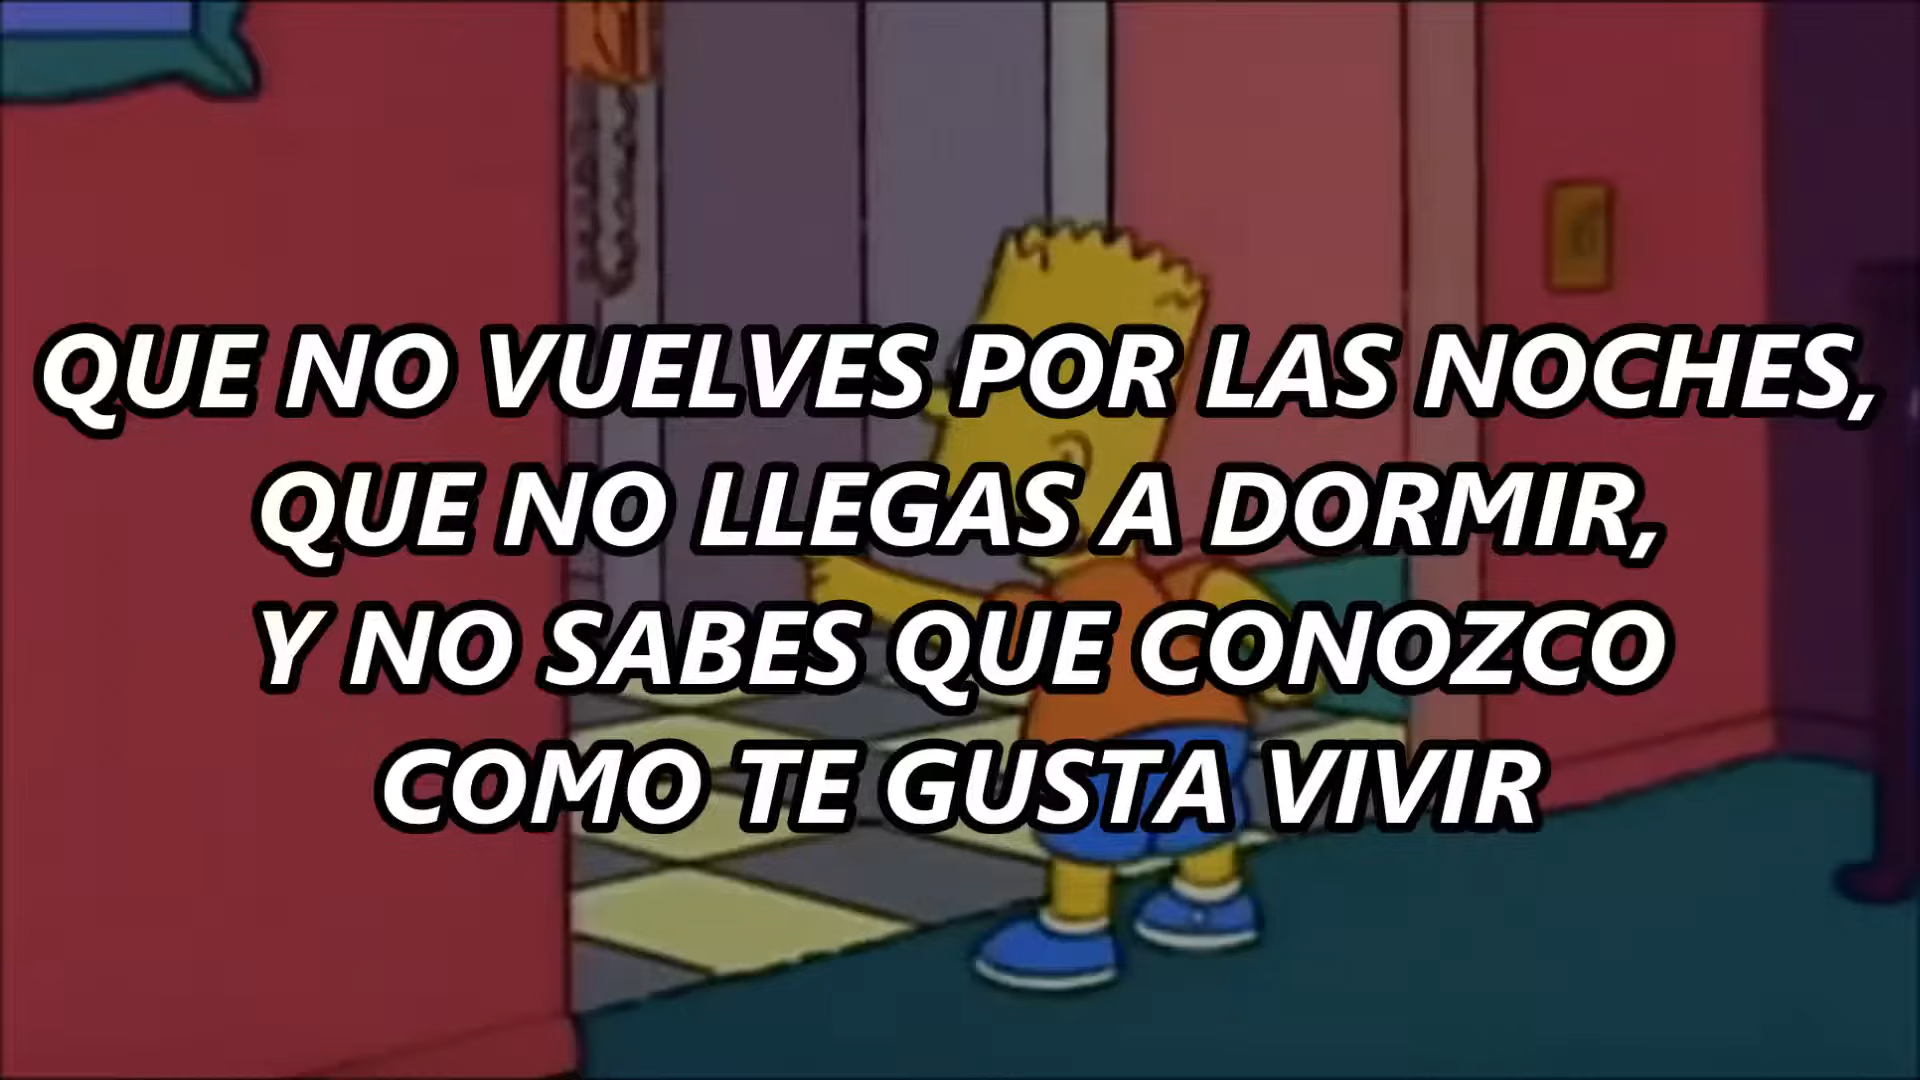 QUE NO VUELVES POR LAS NOCHES,
QUE NO LLEGAS A DORMIR,
Y NO SABES QUE CONOZCO
COMO TE GUSTA VIVIR